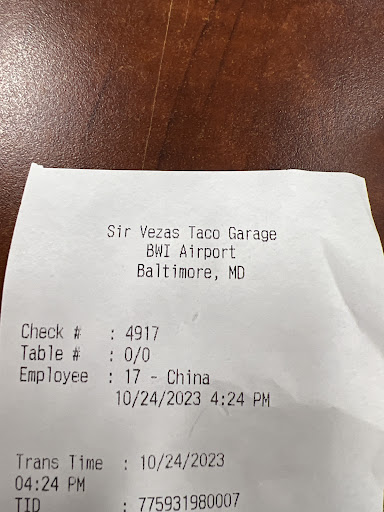 Sir Vezas Taco Garage
BWI Airport
Baltimore, MD
Check # : 4917
Table # : 0/0
Employee : 17 - China
10/24/2023 4:24 PM
Trans Time : 10/24/2023
04:24 PM
TID : 775931980007